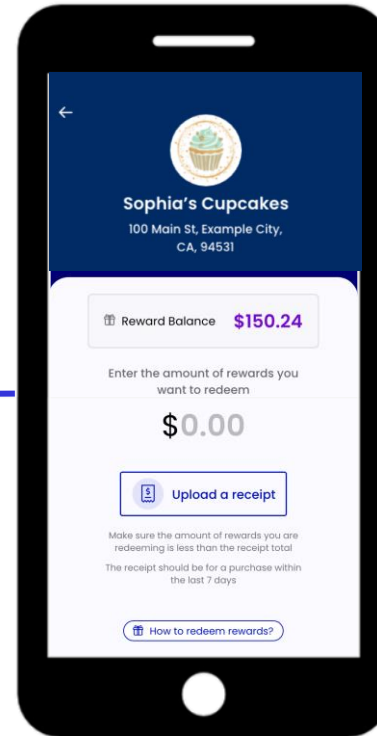 ←
Sophia's Cupcakes
100 Main St, Example City,
CA, 94531
Reward Balance $150.24
Enter the amount of rewards you
want to redeem
$0.00
$
Upload a receipt
Make sure the amount of rewards you are
redeeming is less than the receipt total
The receipt should be for a purchase within
the last 7 days
How to redeem rewards?